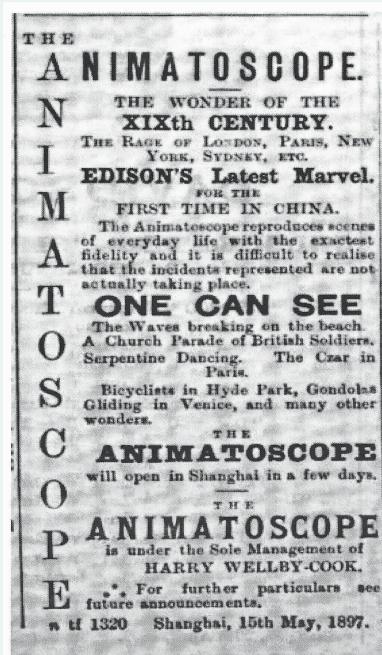 THE
ANIMATOSCOPE
ANIMATOSCOPE.
THE WONDER OF THE
XIXth CENTURY.
THE RAGE OF LONDON, PARIS, NEW
YORK, SYDNEY, ETC.
EDISON'S Latest Marvel.
FOR THE
FIRST TIME IN CHINA.
The Animatoscope reproduces scenes
of everyday life with the exactest
fidelity and it is difficult to realise
that the incidents represented are not
actually taking place.
ONE CAN SEE
The Waves breaking on the beach.
A Church Parade of British Soldiers.
Serpentine Dancing. The Czar in
Paris.
Bicyclists in Hyde Park, Gondolas
Gliding in Venice, and many other
wonders.
THE
ANIMATOSCOPE
will open in Shanghai in a few days.
THE
ANIMATOSCOPE
is under the Sole Management of
HARRY WELLBY-COOK.
⁂ For further particulars see
future announcements.
n tf 1320 Shanghai, 15th May, 1897.